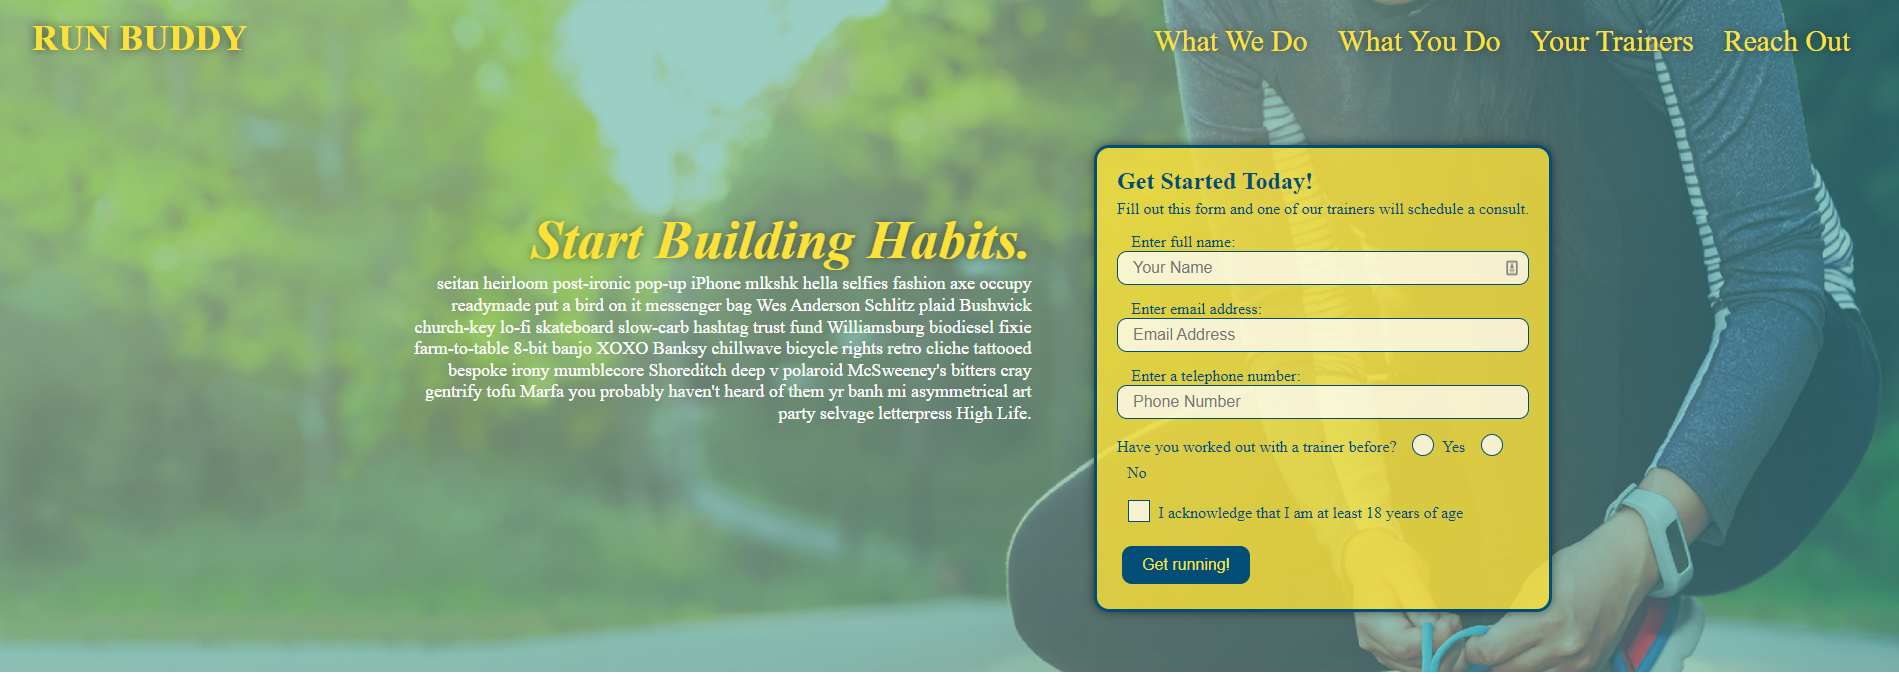 RUN BUDDY
What We Do What You Do Your Trainers Reach Out
Start Building Habits.
seitan heirloom post-ironic pop-up iPhone mlkshk hella selfies fashion axe occupy
readymade put a bird on it messenger bag Wes Anderson Schlitz plaid Bushwick
church-key lo-fi skateboard slow-carb hashtag trust fund Williamsburg biodiesel fixie
farm-to-table 8-bit banjo XOXO Banksy chillwave bicycle rights retro cliche tattooed
bespoke irony mumblecore Shoreditch deep v polaroid McSweeney's bitters cray
gentrify tofu Marfa you probably haven't heard of them yr banh mi asymmetrical art
party selvage letterpress High Life.
Get Started Today!
Fill out this form and one of our trainers will schedule a consult.
Enter full name:
Your Name
Enter email address:
Email Address
Enter a telephone number:
Phone Number
Have you worked out with a trainer before? Yes
No
I acknowledge that I am at least 18 years of age
Get running!